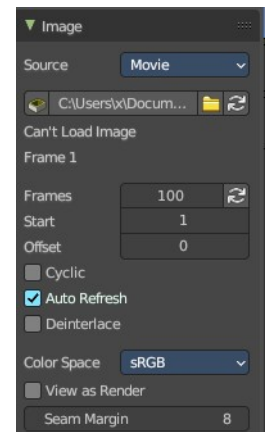 Image
Source Movie
C:\Users\x\Docum...
Can't Load Image
Frame 1
Frames 100
Start 1
Offset 0
Cyclic
Auto Refresh
Deinterlace
Color Space sRGB
View as Render
Seam Margin 8